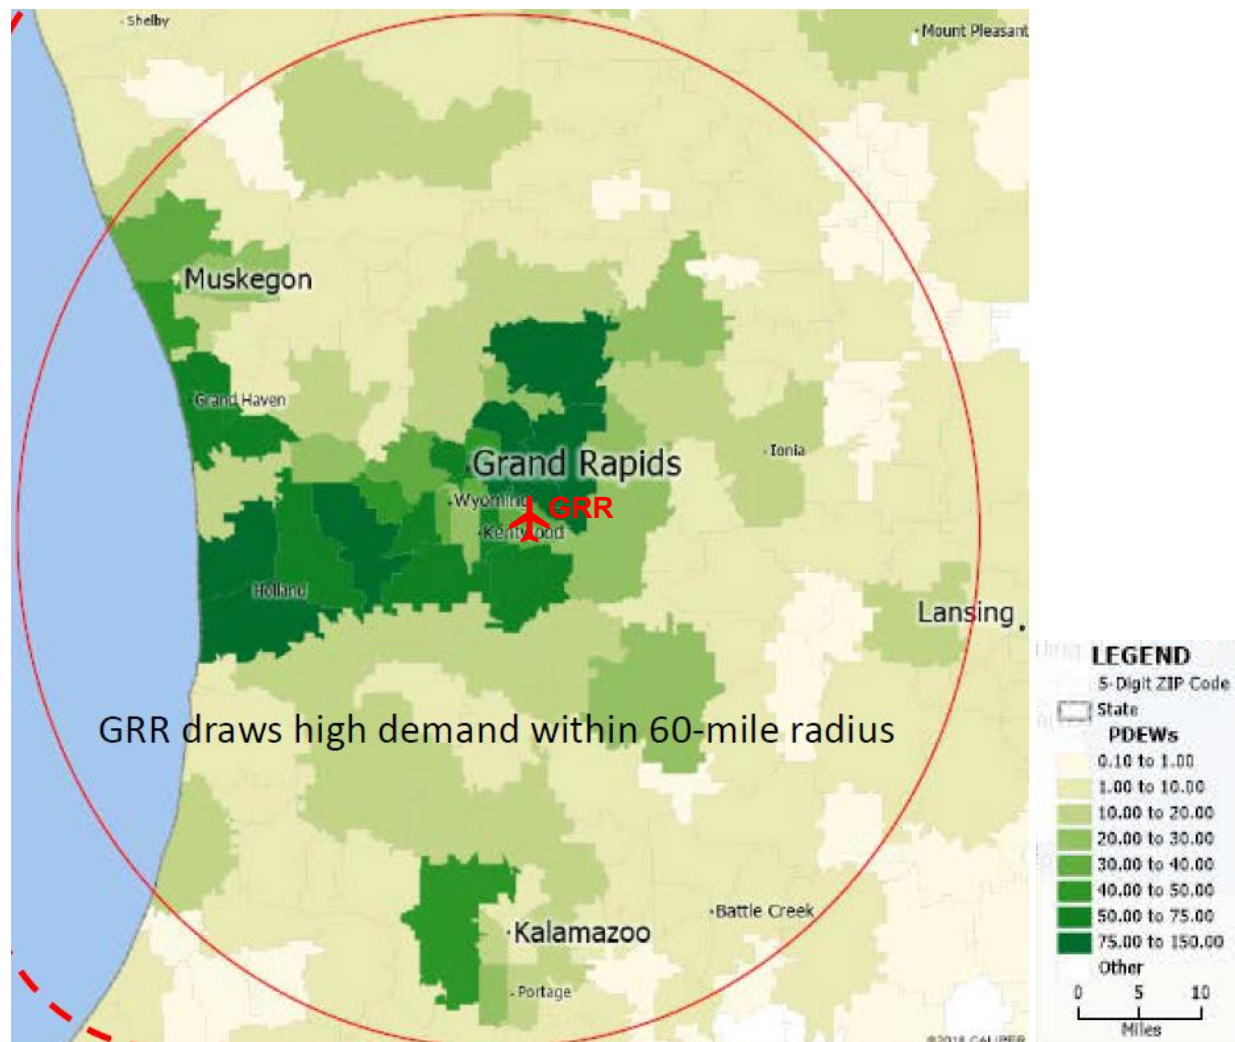 Shelby
Mount Pleasant
Muskegon
Grand Haven
Ionia
Grand Rapids
Wyoming
GRR
Kentwood
Holland
Lansing
GRR draws high demand within 60-mile radius
Battle Creek
Kalamazoo
Portage
©2018 CALIPER
LEGEND
5-Digit ZIP Code
State
PDEWs
0.10 to 1.00
1.00 to 10.00
10.00 to 20.00
20.00 to 30.00
30.00 to 40.00
40.00 to 50.00
50.00 to 75.00
75.00 to 150.00
Other
0 5 10
Miles